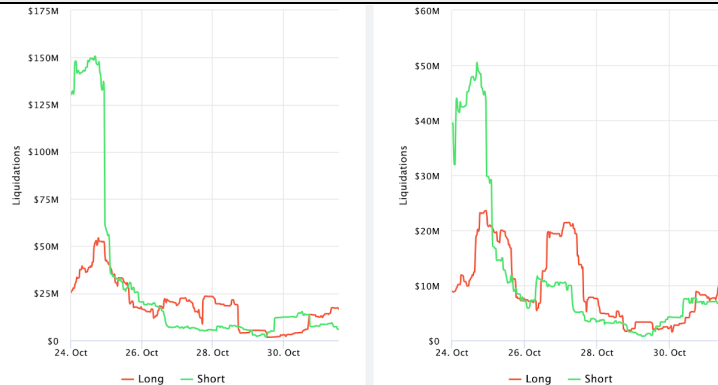 $175M
$150M
$125M
$100M
$75M
$50M
$25M
$0
Liquidations
24. Oct 26. Oct 28. Oct 30. Oct
Long Short
$60M
$50M
$40M
$30M
$20M
$10M
$0
Liquidations
24. Oct 26. Oct 28. Oct 30. Oct
Long Short